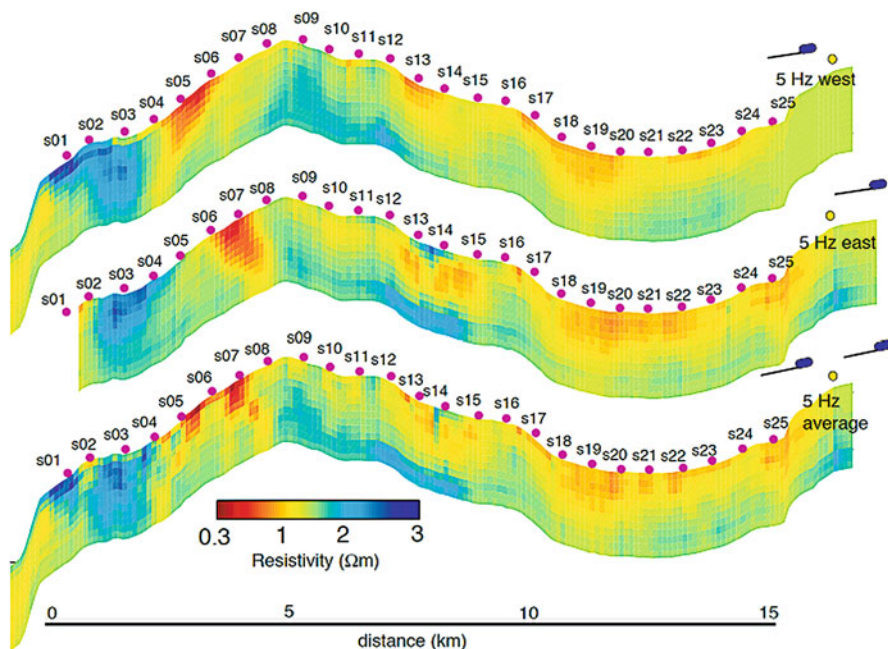 s01 s02 s03 s04 s05 s06 s07 s08 s09 s10 s11 s12 s13 s14 s15 s16 s17 s18 s19 s20 s21 s22 s23 s24 s25
5 Hz west
s01 s02 s03 s04 s05 s06 s07 s08 s09 s10 s11 s12 s13 s14 s15 s16 s17 s18 s19 s20 s21 s22 s23 s24 s25
5 Hz east
s01 s02 s03 s04 s05 s06 s07 s08 s09 s10 s11 s12 s13 s14 s15 s16 s17 s18 s19 s20 s21 s22 s23 s24 s25
5 Hz
average
0.3 1 2 3
Resistivity (Ωm)
0 5 10 15
distance (km)